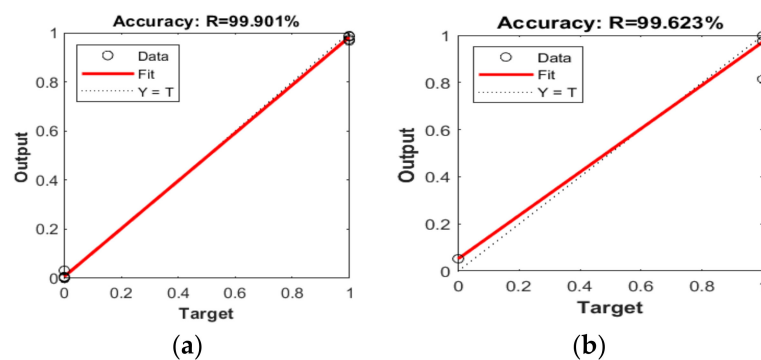 Accuracy: R=99.901%
1
0.8
0.6
0.4
0.2
0
Output
Data
Fit
Y = T
0 0.2 0.4 0.6 0.8 1
Target
(a)
Accuracy: R=99.623%
1
0.8
0.6
0.4
0.2
0
Output
Data
Fit
Y = T
0 0.2 0.4 0.6 0.8 1
Target
(b)